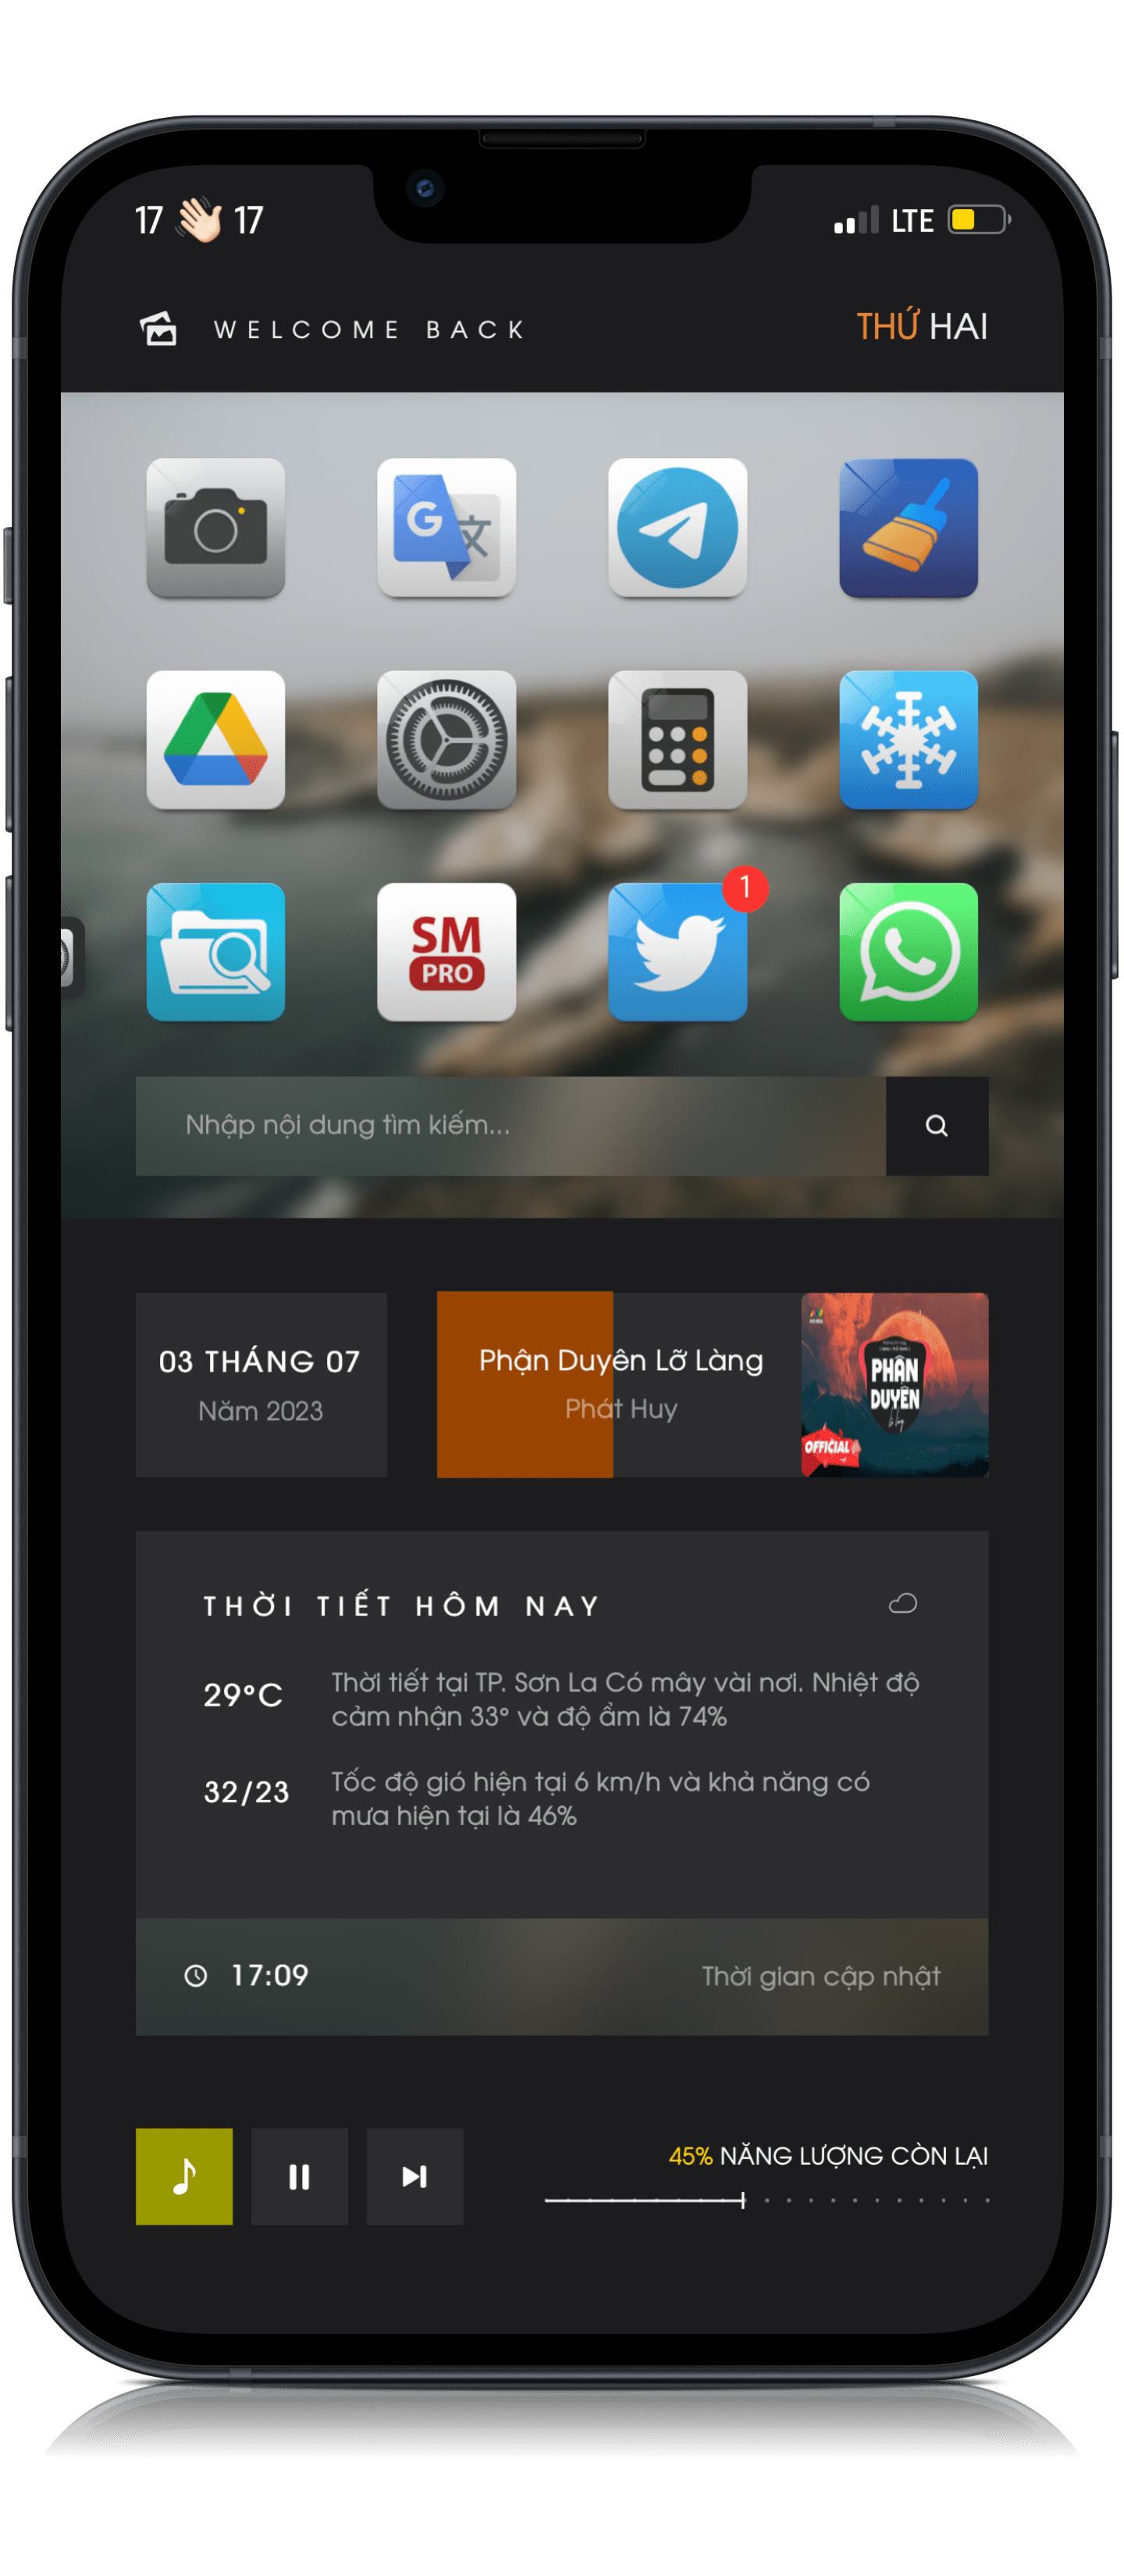 17 👋🏻 17
LTE
WELCOME BACK
THỨ HAI
G 文
SM
PRO
1
Nhập nội dung tìm kiếm...
03 THÁNG 07
Năm 2023
Phận Duyên Lỡ Làng
Phát Huy
PHẬN
DUYÊN
lỡ làng
OFFICIAL
THỜI TIẾT HÔM NAY
29°C
Thời tiết tại TP. Sơn La Có mây vài nơi. Nhiệt độ
cảm nhận 33° và độ ẩm là 74%
32/23
Tốc độ gió hiện tại 6 km/h và khả năng có
mưa hiện tại là 46%
17:09
Thời gian cập nhật
45% NĂNG LƯỢNG CÒN LẠI